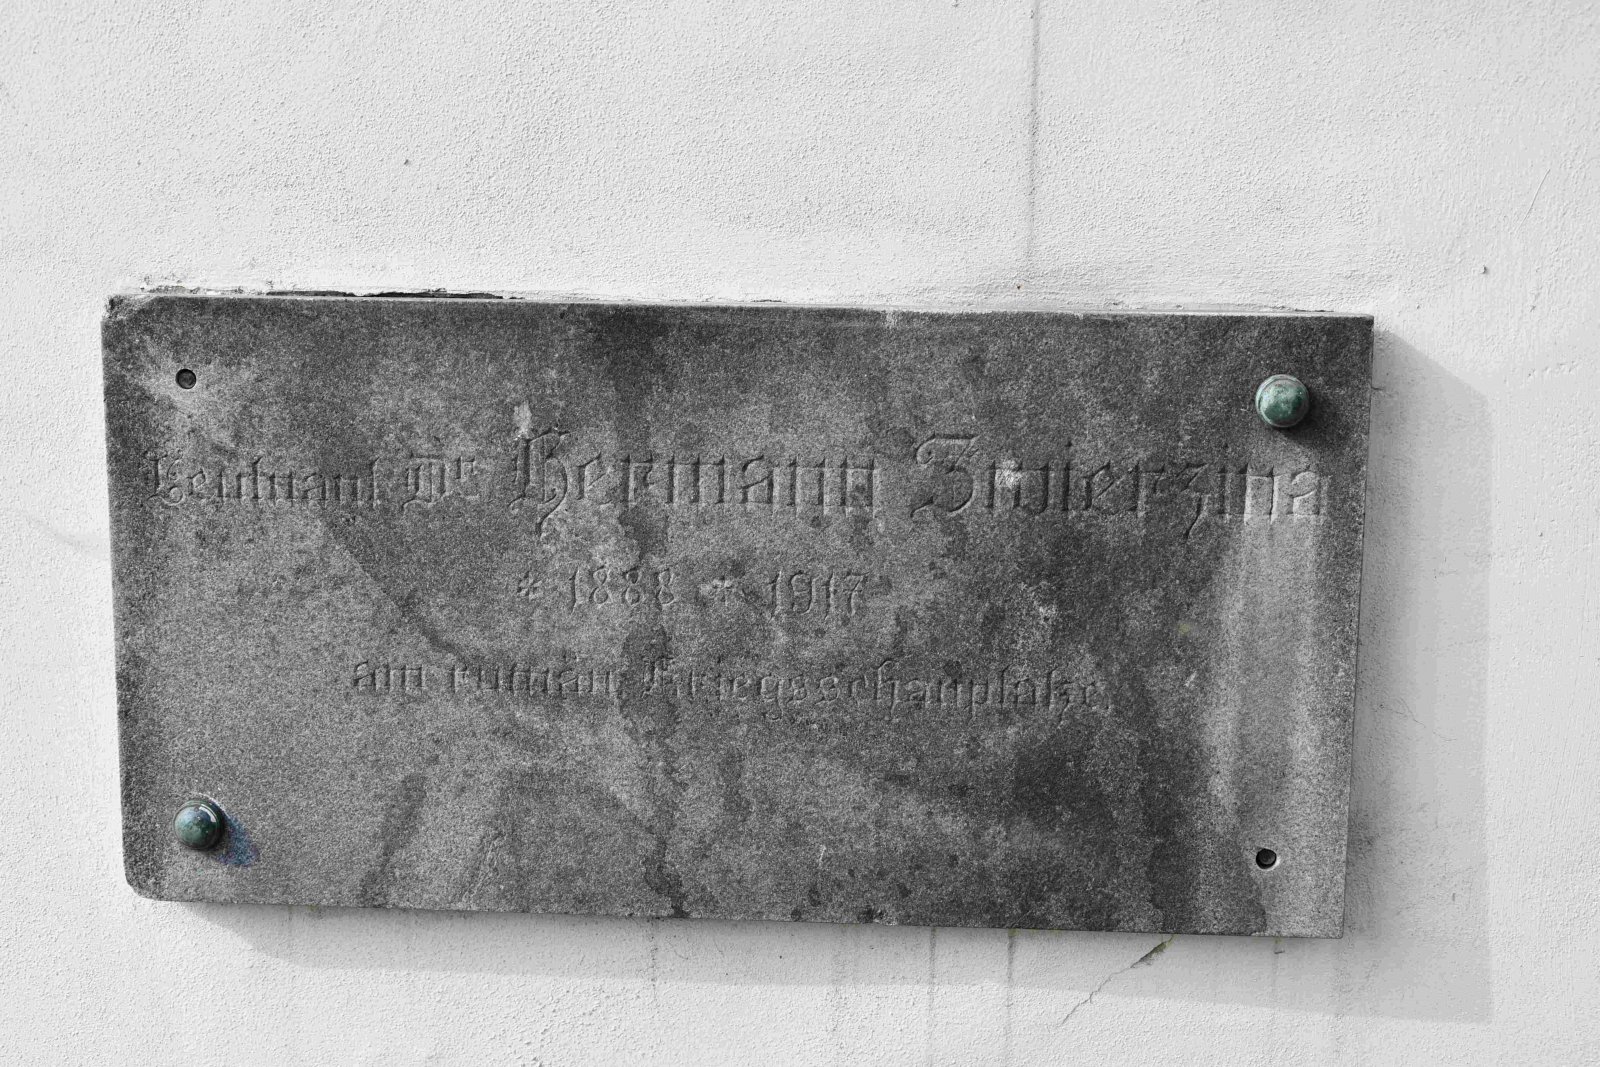 Leutnant Dr Hermann Zwierzina
* 1888 * 1917
am rumän. Kriegsschauplatze.